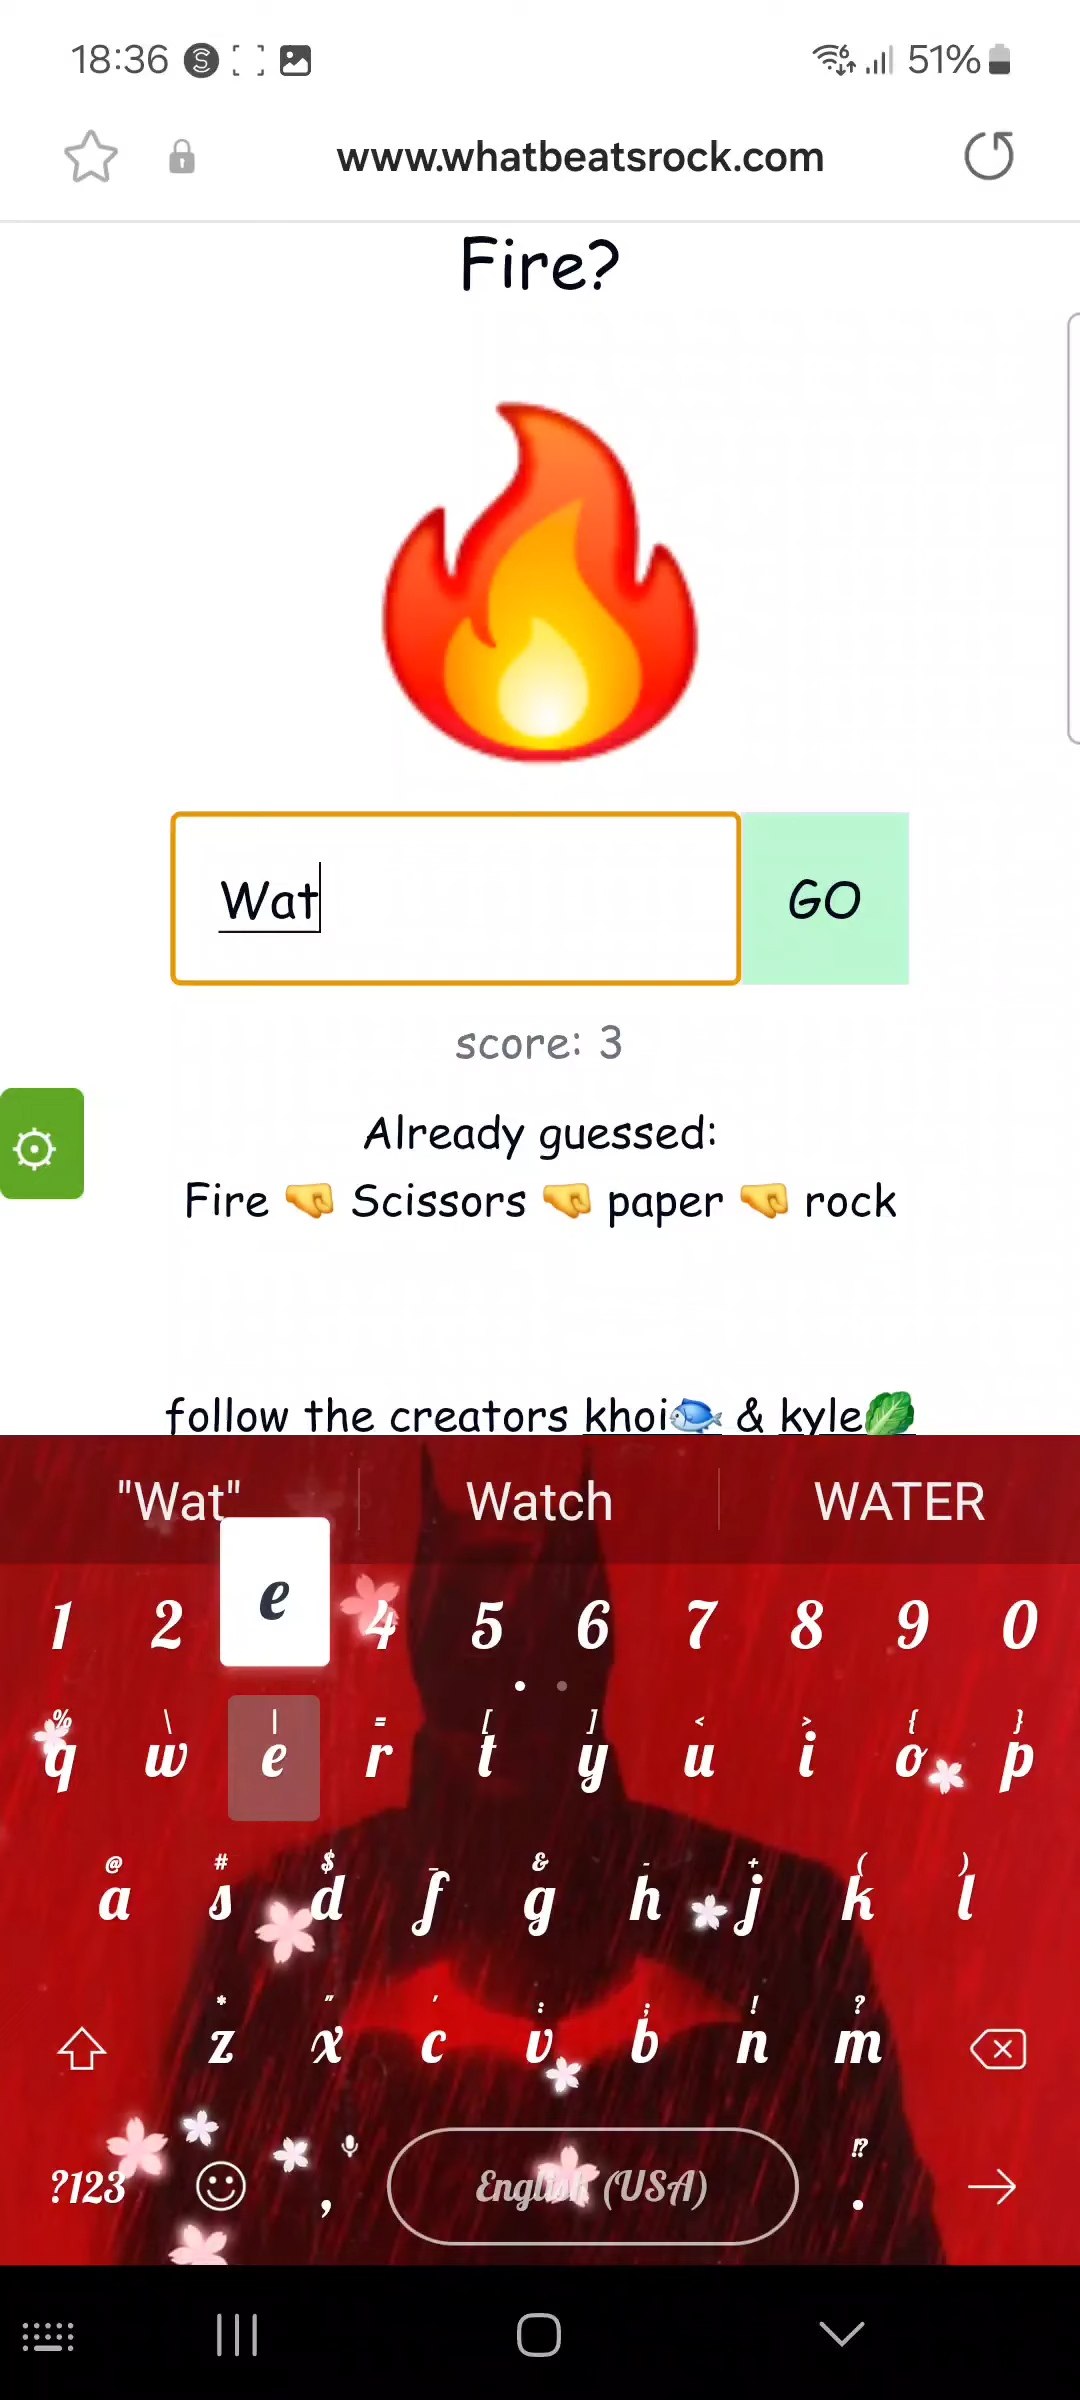 18:36 51%
www.whatbeatsrock.com
Fire?
Wat
GO
score: 3
Already guessed:
Fire 🤜 Scissors 🤜 paper 🤜 rock
follow the creators khoi🐟 & kyle🥬
"Wat" Watch WATER
e
1 2 4 5 6 7 8 9 0
% \ | = [ ] < > { }
q w e r t y u i o p
@ # $ _ & - + ( )
a s d f g h j k l
* " ' : ; ! ?
z x c v b n m
!?
?123 , English (USA) .